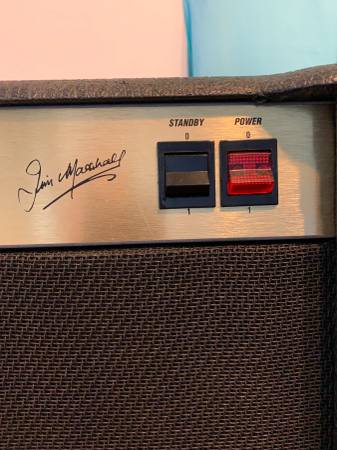 STANDBY POWER
0 0
Jim Marshall
1 1